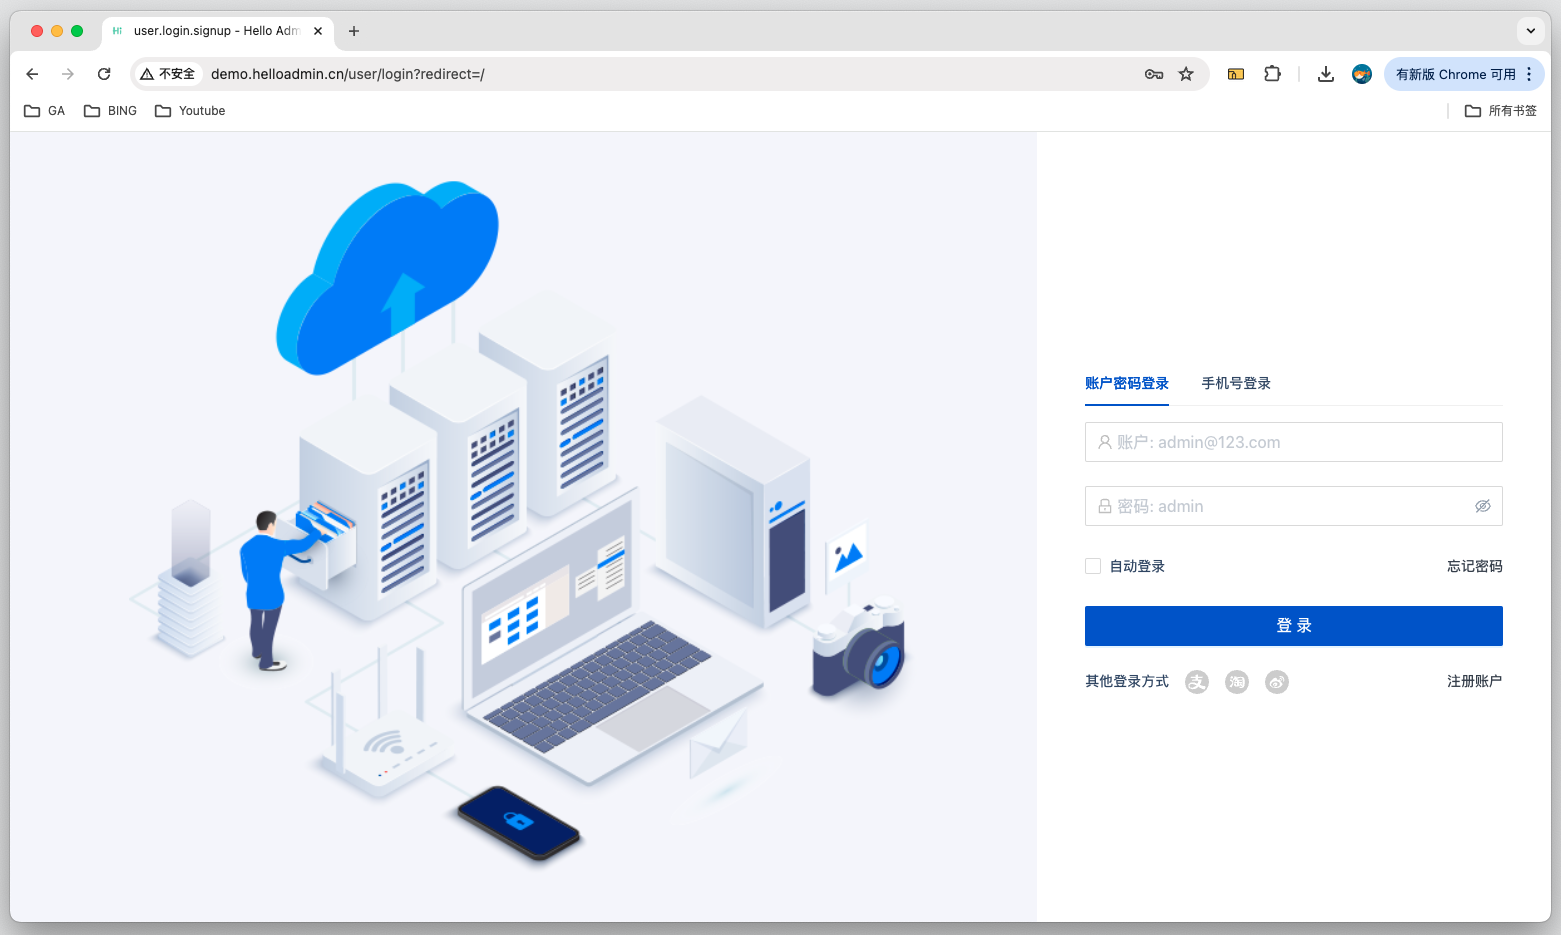 Hi user.login.signup - Hello Adm
不安全 demo.helloadmin.cn/user/login?redirect=/ 有新版 Chrome 可用
GA BING Youtube 所有书签
账户密码登录 手机号登录
账户: admin@123.com
密码: admin
自动登录 忘记密码
登 录
其他登录方式 支 淘 注册账户